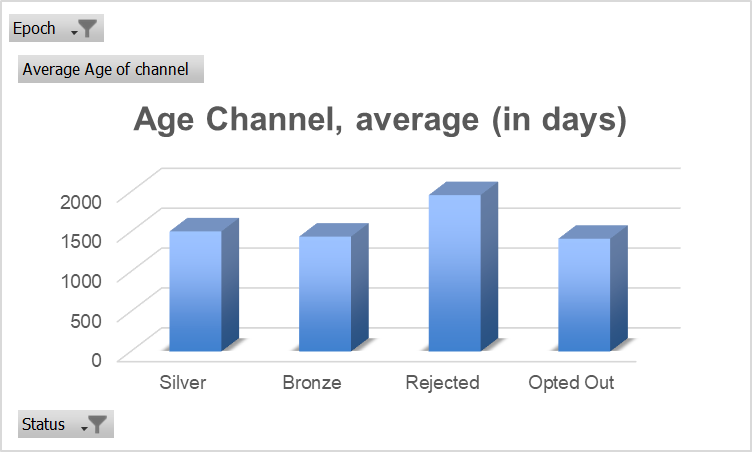 Epoch
Average Age of channel
Age Channel, average (in days)
2000
1500
1000
500
0
Silver
Bronze
Rejected
Opted Out
Status